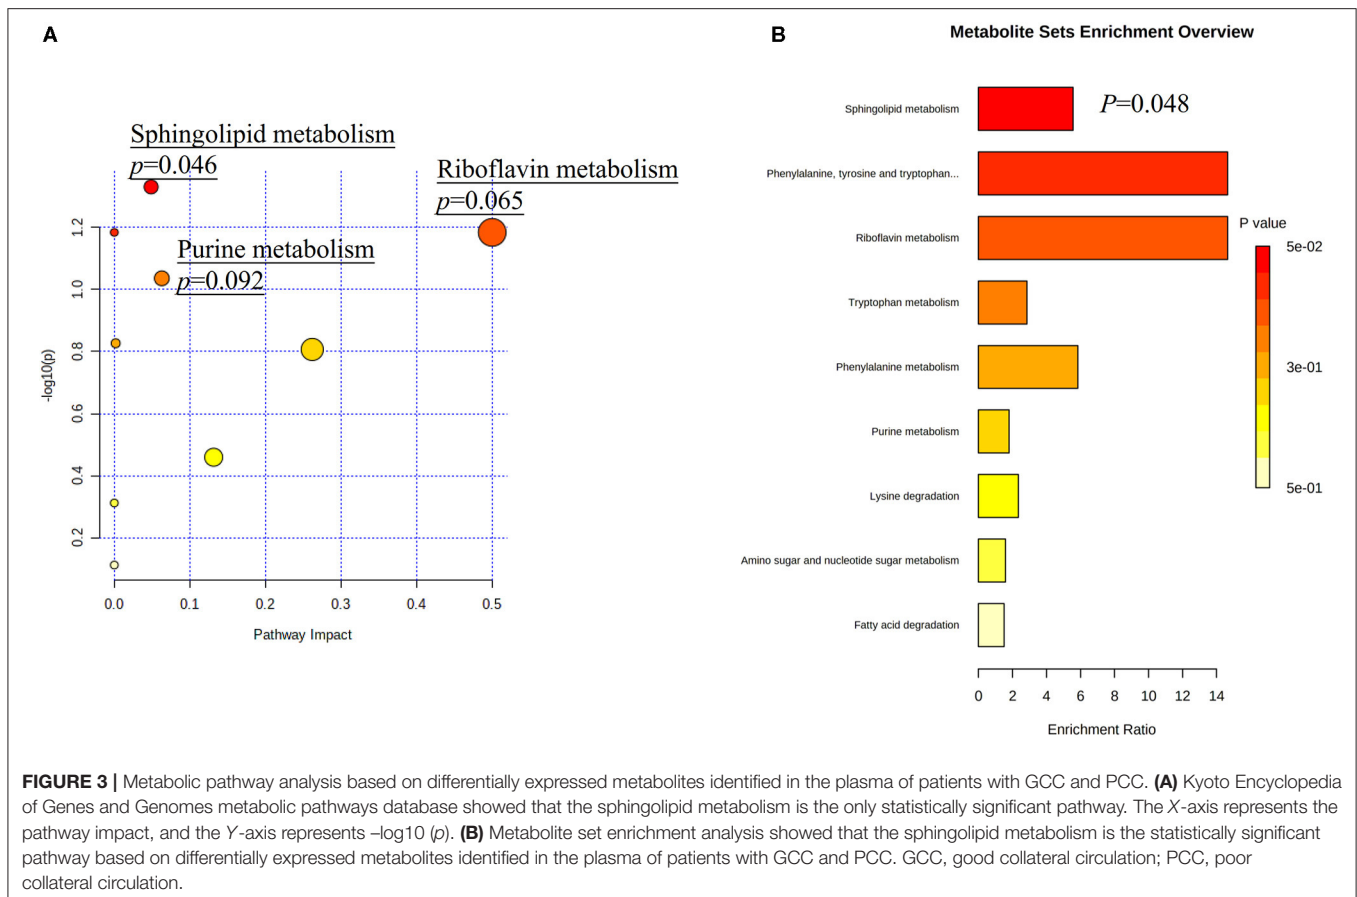 A
Sphingolipid metabolism
p=0.046
Riboflavin metabolism
p=0.065
Purine metabolism
p=0.092
1.2
1.0
0.8
0.6
0.4
0.2
-log10(p)
0.0 0.1 0.2 0.3 0.4 0.5
Pathway Impact
B
Metabolite Sets Enrichment Overview
Sphingolipid metabolism
P=0.048
Phenylalanine, tyrosine and tryptophan...
Riboflavin metabolism
Tryptophan metabolism
Phenylalanine metabolism
Purine metabolism
Lysine degradation
Amino sugar and nucleotide sugar metabolism
Fatty acid degradation
0 2 4 6 8 10 12 14
Enrichment Ratio
P value
5e-02
3e-01
5e-01
FIGURE 3 | Metabolic pathway analysis based on differentially expressed metabolites identified in the plasma of patients with GCC and PCC. (A) Kyoto Encyclopedia
of Genes and Genomes metabolic pathways database showed that the sphingolipid metabolism is the only statistically significant pathway. The X-axis represents the
pathway impact, and the Y-axis represents –log10 (p). (B) Metabolite set enrichment analysis showed that the sphingolipid metabolism is the statistically significant
pathway based on differentially expressed metabolites identified in the plasma of patients with GCC and PCC. GCC, good collateral circulation; PCC, poor
collateral circulation.